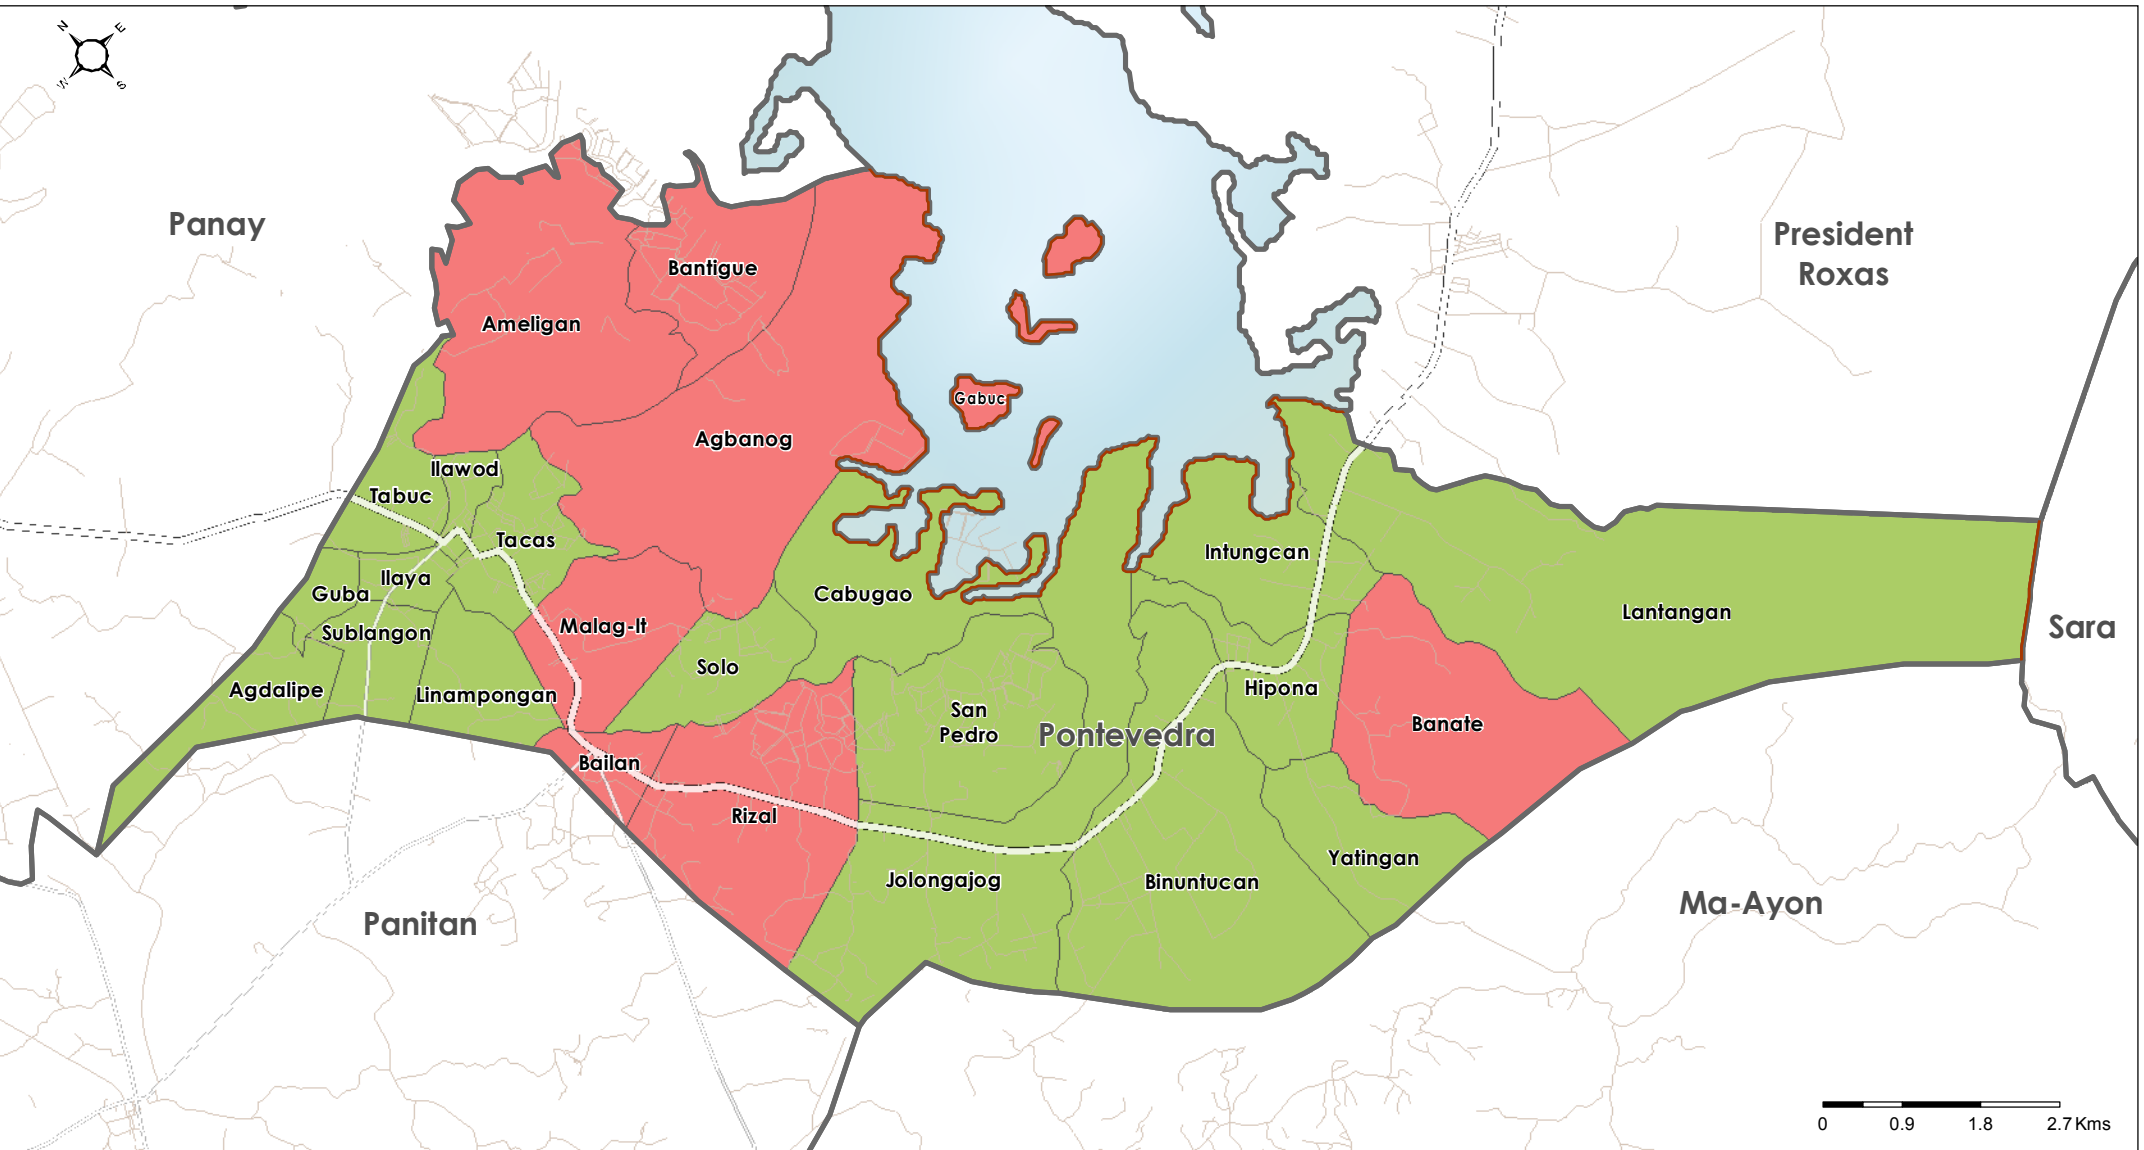 N
E
W
S
Panay
President
Roxas
Bantigue
Ameligan
Gabuc
Agbanog
Ilawod
Tabuc
Tacas
Intungcan
Ilaya
Guba
Cabugao
Lantangan
Malag-It
Sublangon
Sara
Solo
Agdalipe
Linampongan
Hipona
San
Pedro
Pontevedra
Banate
Bailan
Rizal
Yatingan
Jolongajog
Binuntucan
Ma-Ayon
Panitan
0 0.9 1.8 2.7 Kms